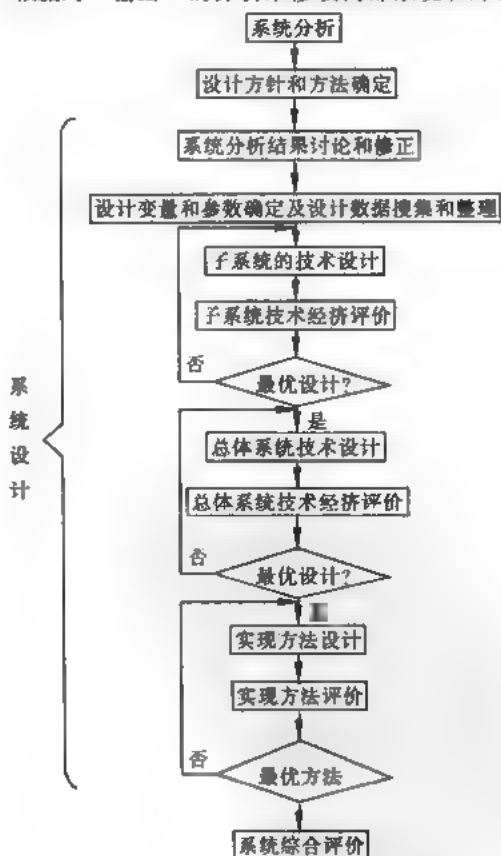 系统分析
设计方针和方法确定
系统分析结果讨论和修正
设计变量和参数确定及设计数据搜集和整理
子系统的技术设计
子系统技术经济评价
否
最优设计?
是
总体系统技术设计
总体系统技术经济评价
否
最优设计?
实现方法设计
实现方法评价
否
最优方法
系统综合评价
系统设计